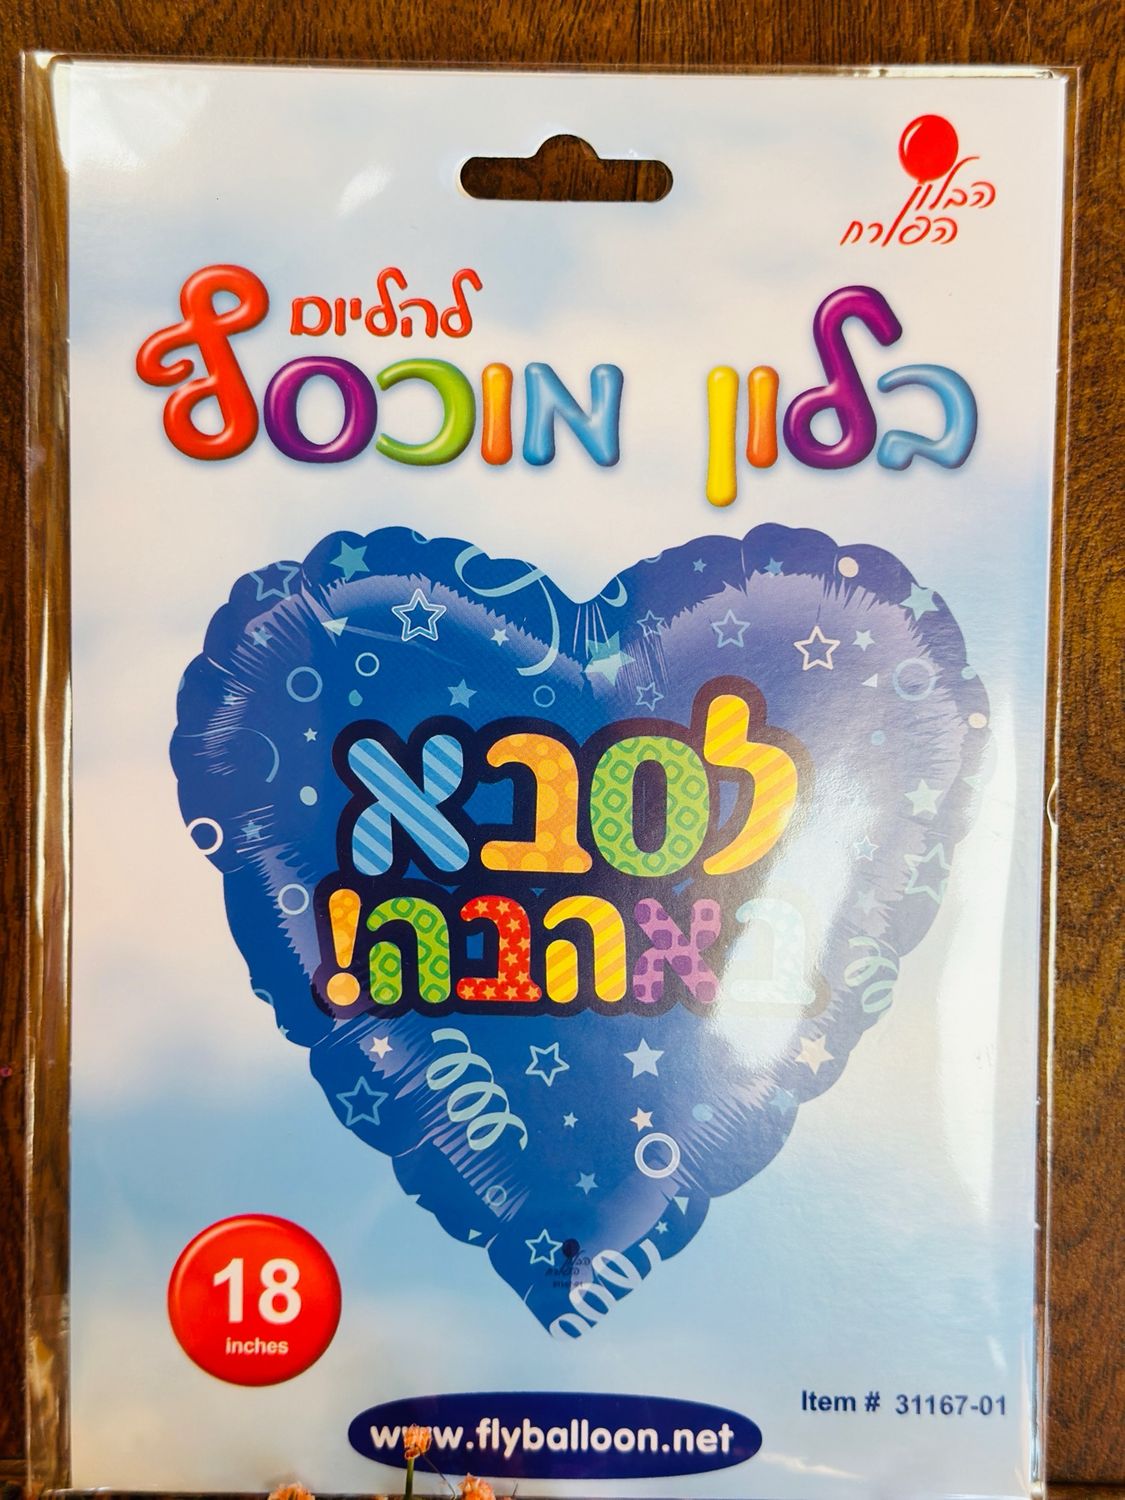 הבלון
הפורח
להליום
בלון מוכסף
לסבא
באהבה!
18
inches
Item # 31167-01
www.flyballoon.net